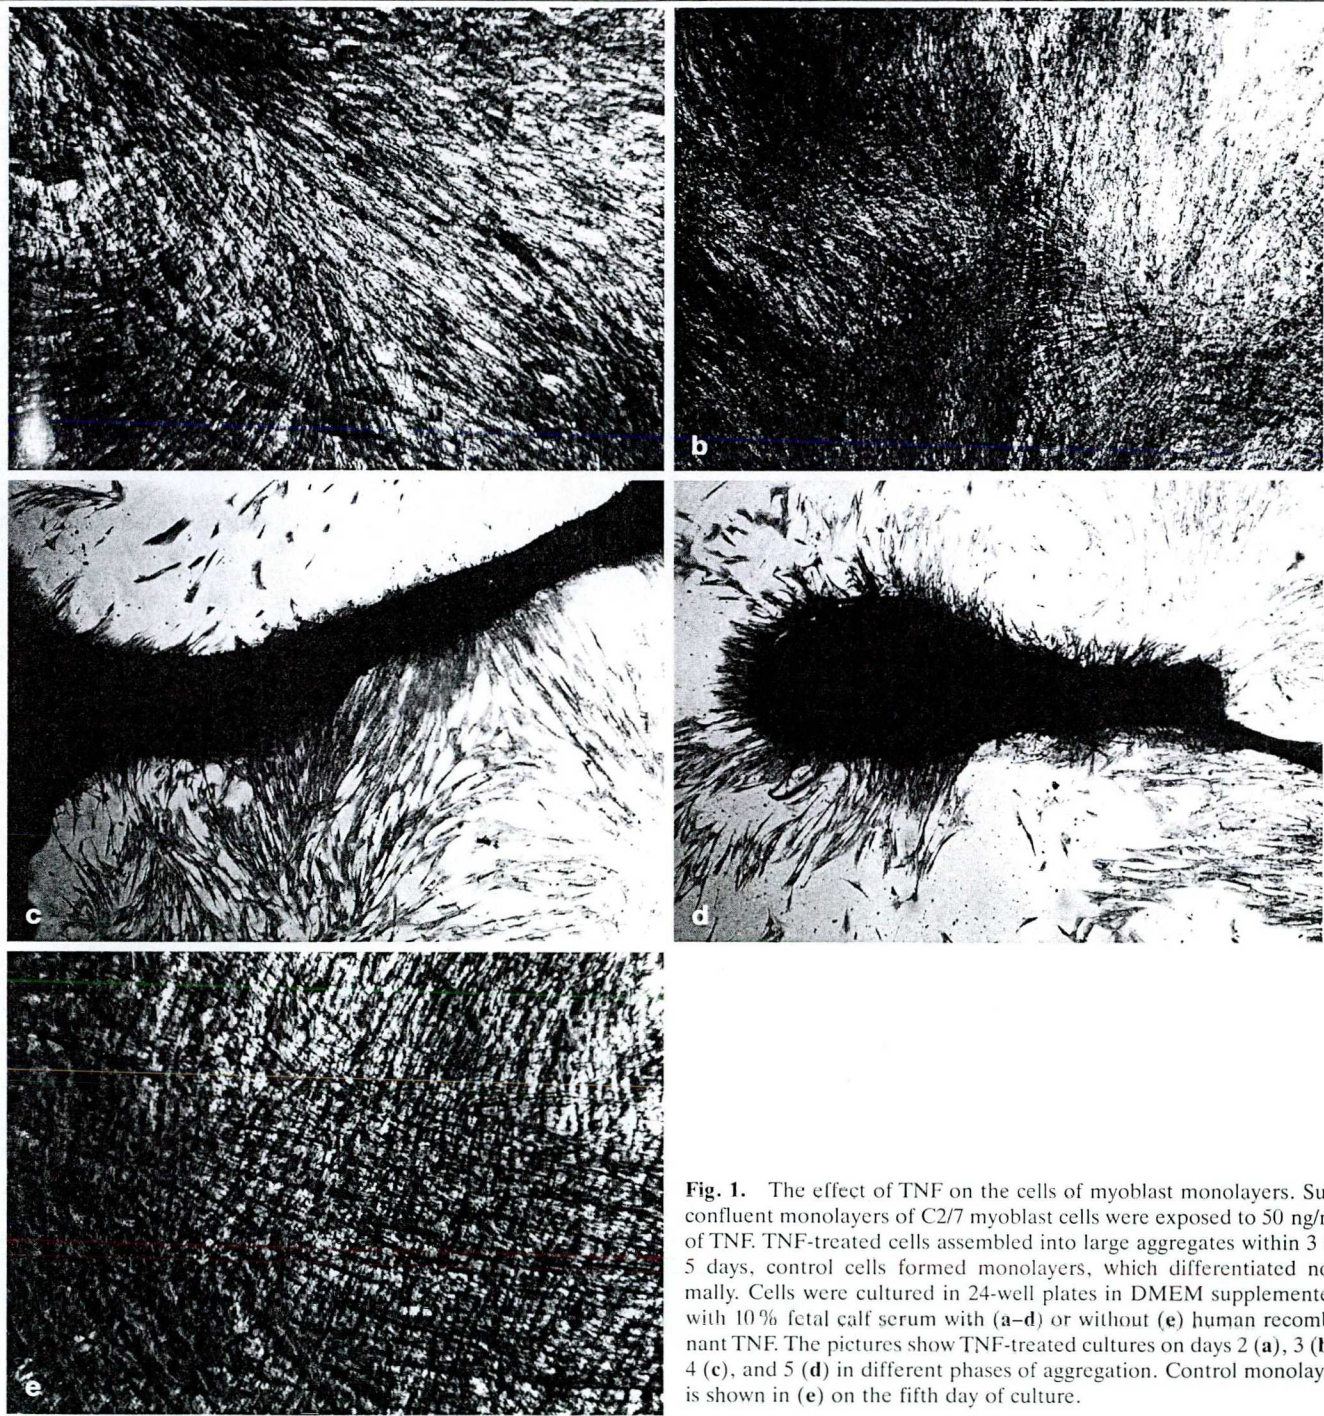 b
c
d
e
Fig. 1. The effect of TNF on the cells of myoblast monolayers. Su
confluent monolayers of C2/7 myoblast cells were exposed to 50 ng/
of TNF. TNF-treated cells assembled into large aggregates within 3
5 days, control cells formed monolayers, which differentiated no
mally. Cells were cultured in 24-well plates in DMEM supplemente
with 10% fetal calf serum with (a–d) or without (e) human recomb
nant TNF. The pictures show TNF-treated cultures on days 2 (a), 3 (
4 (c), and 5 (d) in different phases of aggregation. Control monolay
is shown in (e) on the fifth day of culture.